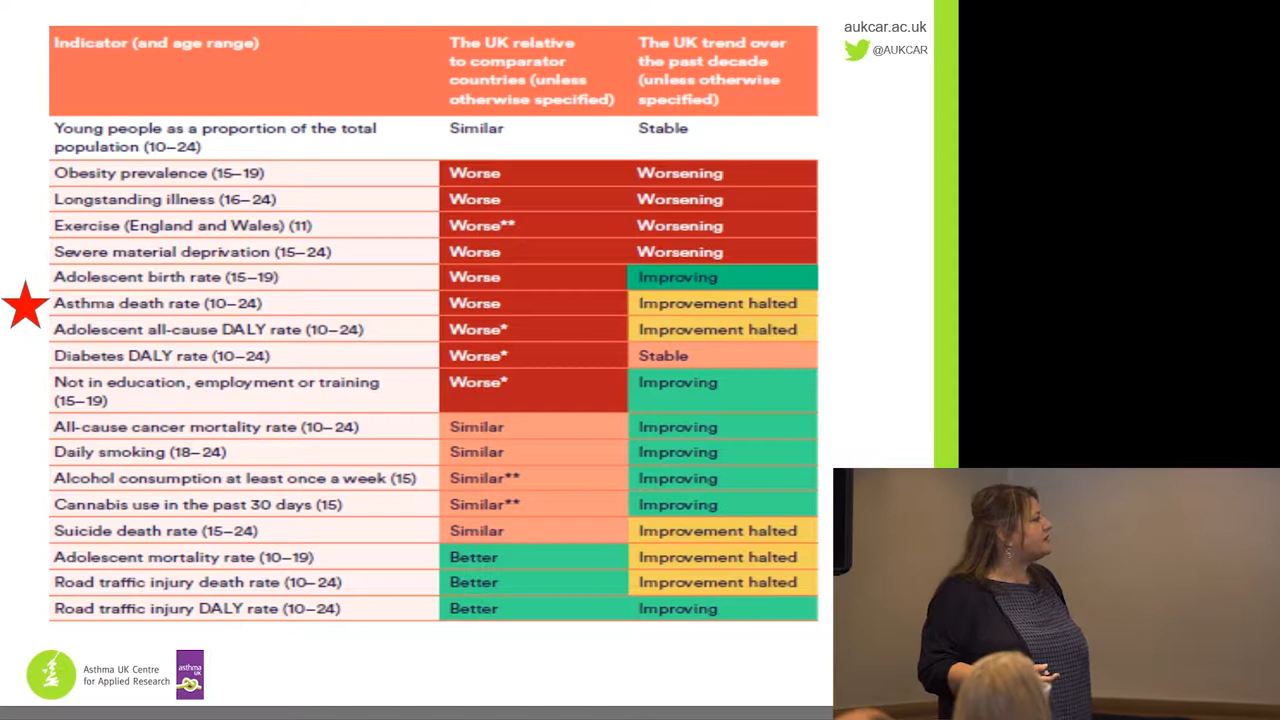 aukcar.ac.uk
@AUKCAR
Indicator (and age range)
The UK relative
to comparator
countries (unless
otherwise specified)
The UK trend over
the past decade
(unless otherwise
specified)
Young people as a proportion of the total
population (10–24)
Similar
Stable
Obesity prevalence (15–19)
Worse
Worsening
Longstanding illness (16–24)
Worse
Worsening
Exercise (England and Wales) (11)
Worse**
Worsening
Severe material deprivation (15–24)
Worse
Worsening
Adolescent birth rate (15–19)
Worse
Improving
Asthma death rate (10–24)
Worse
Improvement halted
Adolescent all-cause DALY rate (10–24)
Worse*
Improvement halted
Diabetes DALY rate (10–24)
Worse*
Stable
Not in education, employment or training
(15–19)
Worse*
Improving
All-cause cancer mortality rate (10–24)
Similar
Improving
Daily smoking (18–24)
Similar
Improving
Alcohol consumption at least once a week (15)
Similar**
Improving
Cannabis use in the past 30 days (15)
Similar**
Improving
Suicide death rate (15–24)
Similar
Improvement halted
Adolescent mortality rate (10–19)
Better
Improvement halted
Road traffic injury death rate (10–24)
Better
Improvement halted
Road traffic injury DALY rate (10–24)
Better
Improving
Asthma UK Centre
for Applied Research
asthma
UK